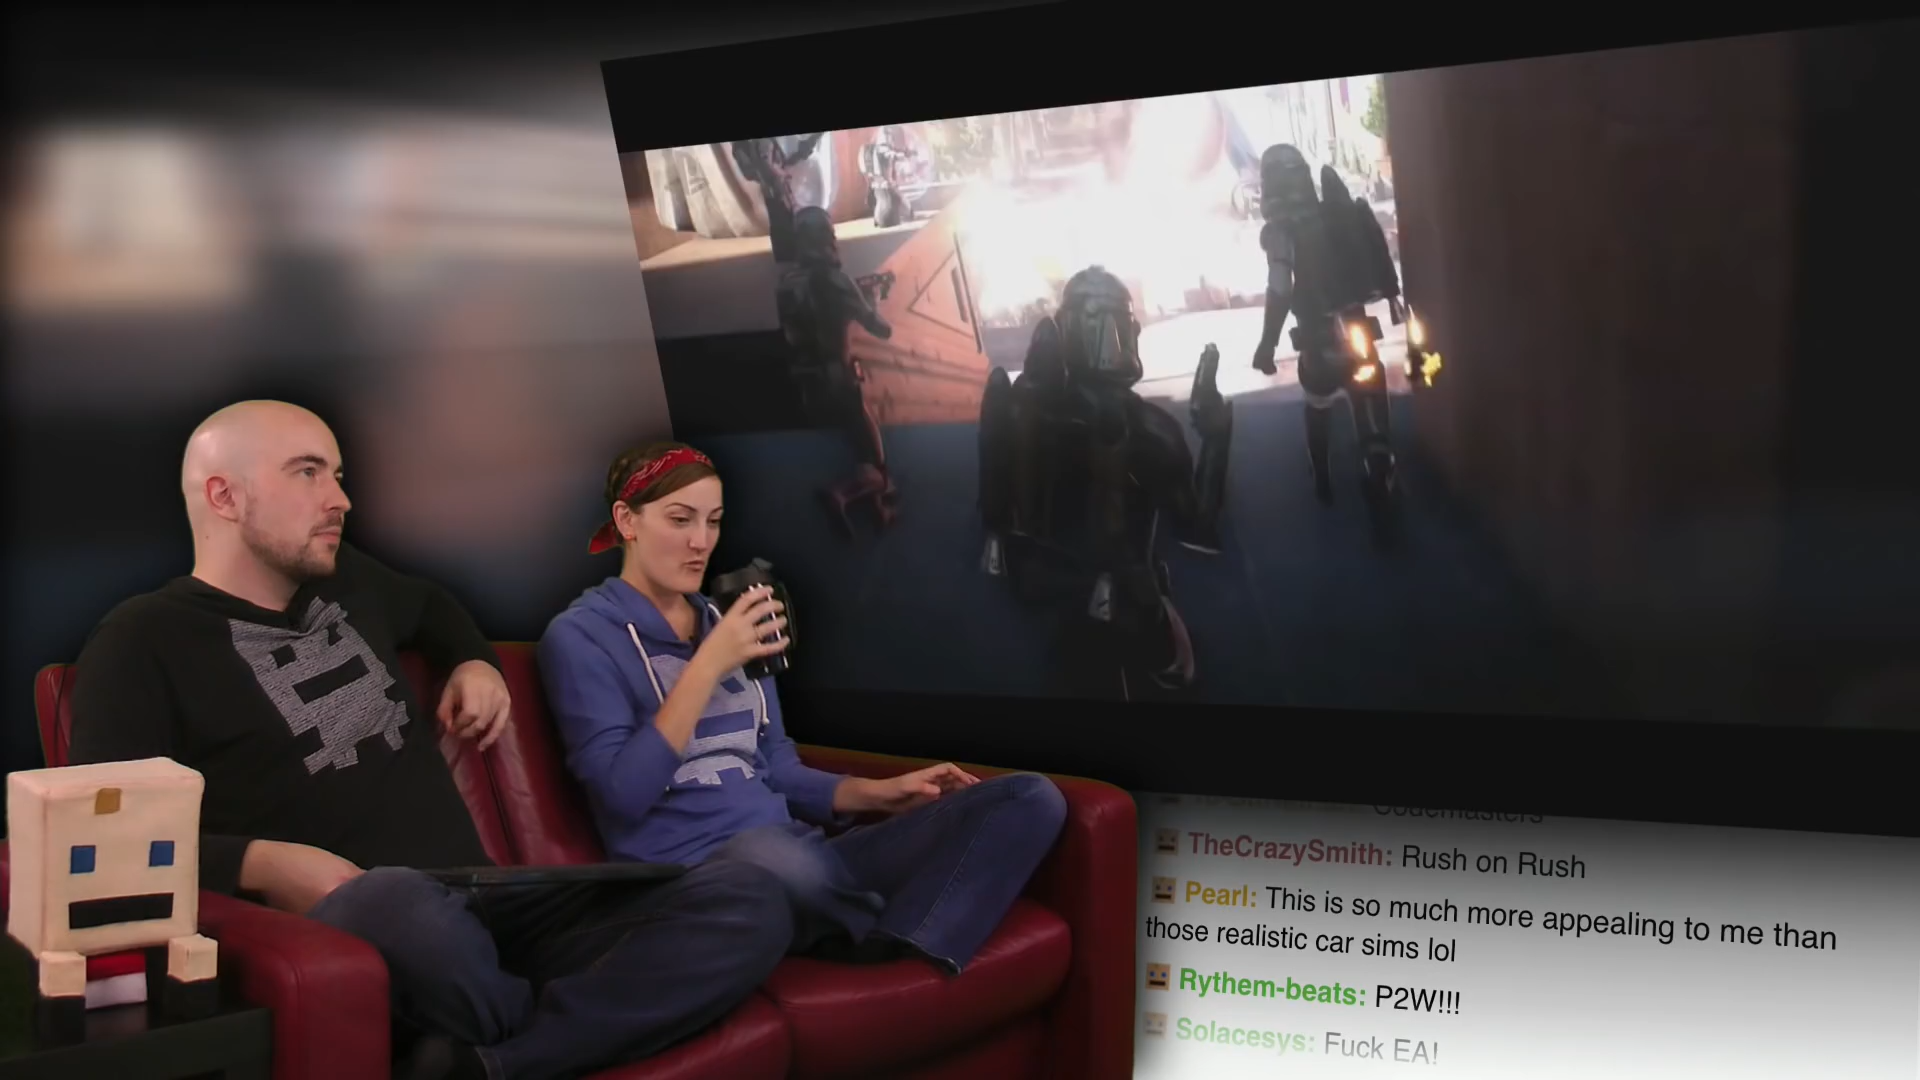 Codemasters
TheCrazySmith: Rush on Rush
Pearl: This is so much more appealing to me than
those realistic car sims lol
Rythem-beats: P2W!!!
Solacesys: Fuck EA!